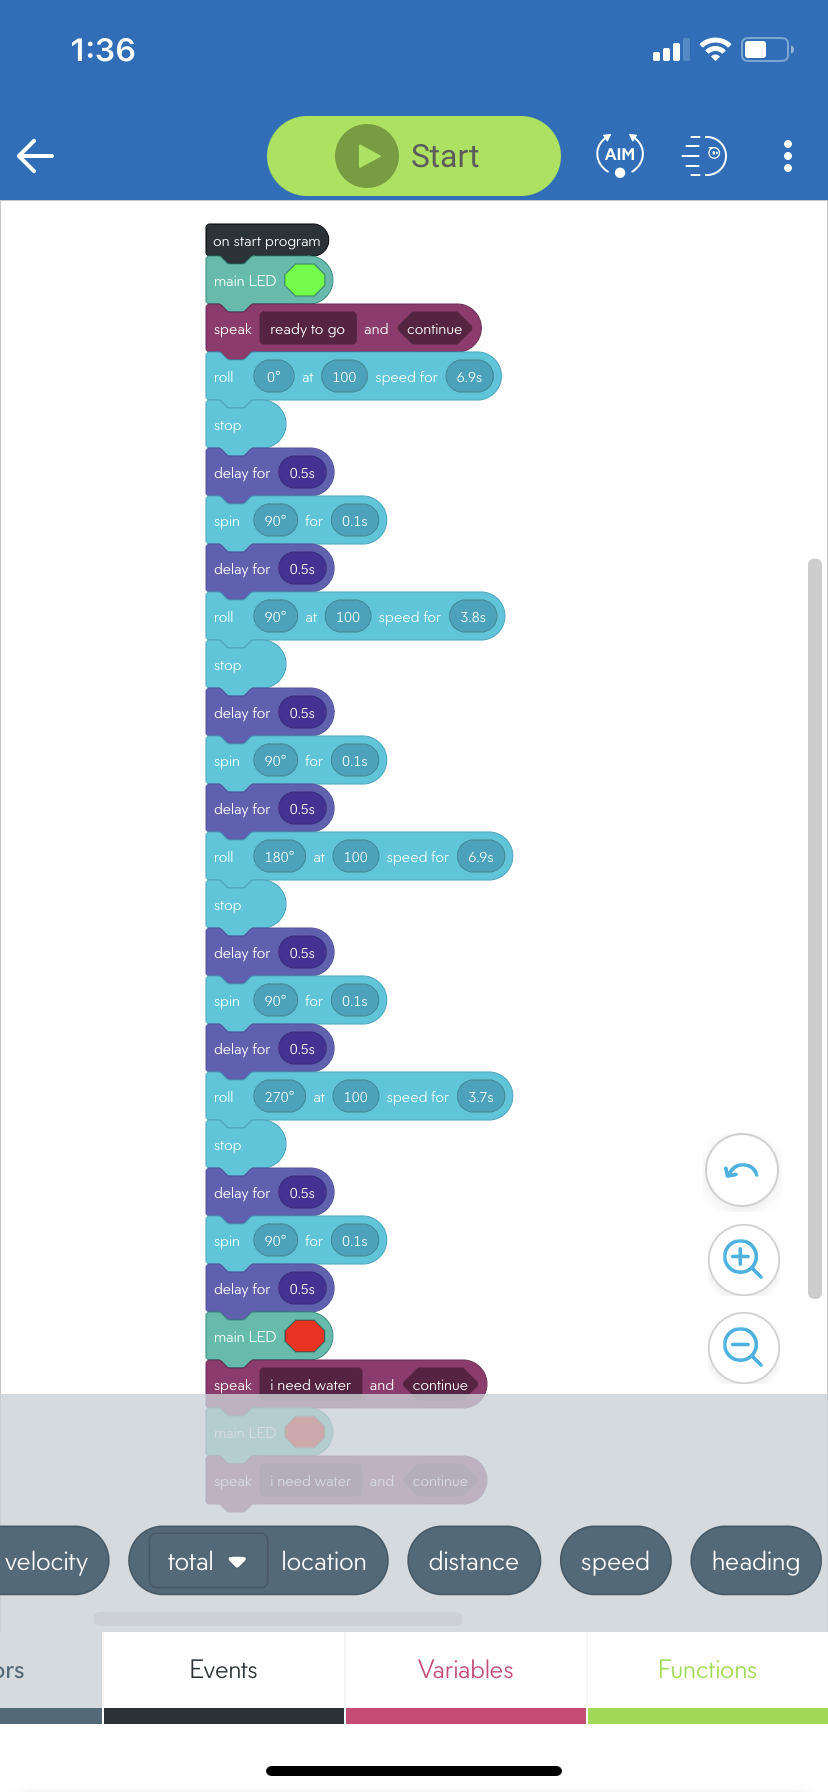 1:36
Start
AIM
on start program
main LED
speak ready to go and continue
roll 0° at 100 speed for 6.9s
stop
delay for 0.5s
spin 90° for 0.1s
delay for 0.5s
roll 90° at 100 speed for 3.8s
stop
delay for 0.5s
spin 90° for 0.1s
delay for 0.5s
roll 180° at 100 speed for 6.9s
stop
delay for 0.5s
spin 90° for 0.1s
delay for 0.5s
roll 270° at 100 speed for 3.7s
stop
delay for 0.5s
spin 90° for 0.1s
delay for 0.5s
main LED
speak i need water and continue
main LED
speak i need water and continue
velocity total location distance speed heading
ors Events Variables Functions